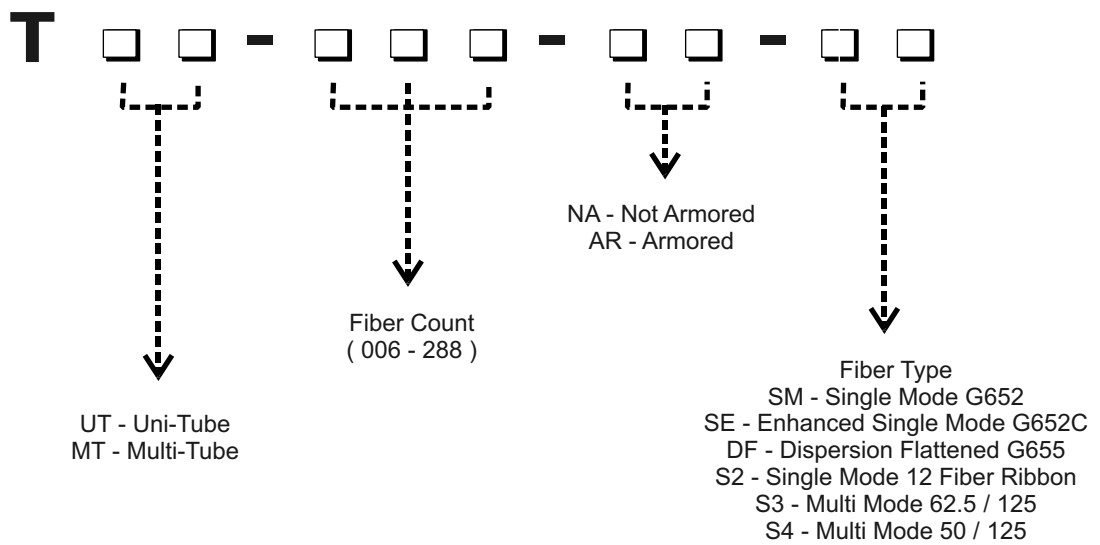 T □ □ - □ □ □ - □ □ - □ □
NA - Not Armored
AR - Armored
Fiber Count
( 006 - 288 )
UT - Uni-Tube
MT - Multi-Tube
Fiber Type
SM - Single Mode G652
SE - Enhanced Single Mode G652C
DF - Dispersion Flattened G655
S2 - Single Mode 12 Fiber Ribbon
S3 - Multi Mode 62.5 / 125
S4 - Multi Mode 50 / 125